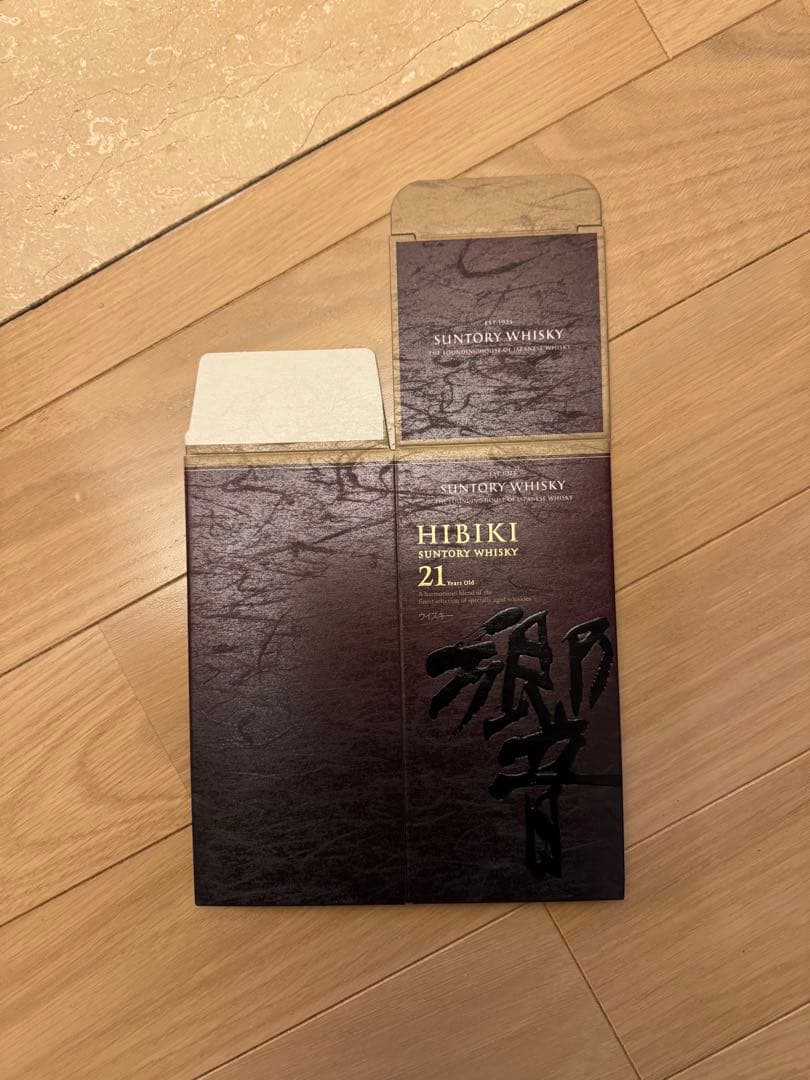 EST. 1923
SUNTORY WHISKY
THE FOUNDING HOUSE OF JAPANESE WHISKY
EST. 1923
SUNTORY WHISKY
THE FOUNDING HOUSE OF JAPANESE WHISKY
HIBIKI
SUNTORY WHISKY
21 Years Old
A harmonious blend of the
finest selection of specially aged whiskies
ウイスキー
響